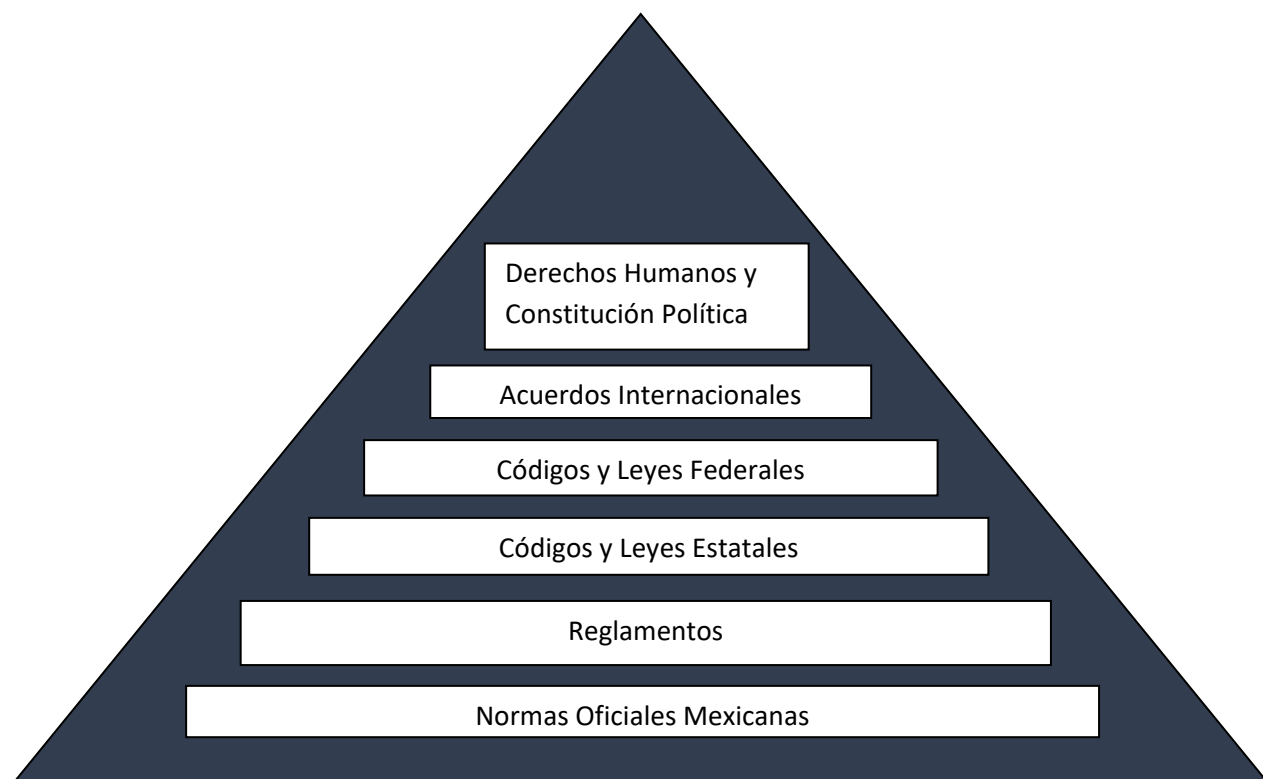 Derechos Humanos y
Constitución Política
Acuerdos Internacionales
Códigos y Leyes Federales
Códigos y Leyes Estatales
Reglamentos
Normas Oficiales Mexicanas